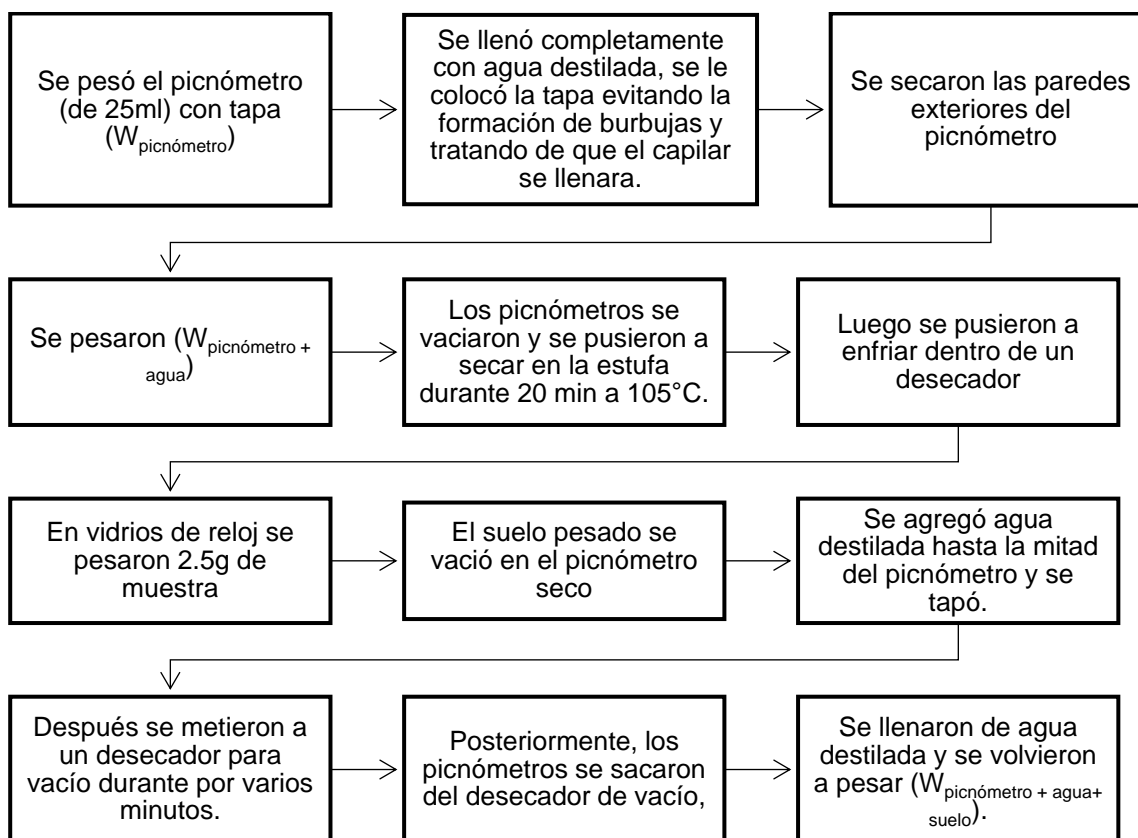 Se pesó el picnómetro
(de 25ml) con tapa
(Wpicnómetro)
Se llenó completamente
con agua destilada, se le
colocó la tapa evitando la
formación de burbujas y
tratando de que el capilar
se llenara.
Se secaron las paredes
exteriores del
picnómetro
Se pesaron (Wpicnómetro +
agua)
Los picnómetros se
vaciaron y se pusieron a
secar en la estufa
durante 20 min a 105°C.
Luego se pusieron a
enfriar dentro de un
desecador
En vidrios de reloj se
pesaron 2.5g de
muestra
El suelo pesado se
vació en el picnómetro
seco
Se agregó agua
destilada hasta la mitad
del picnómetro y se
tapó.
Después se metieron a
un desecador para
vacío durante por varios
minutos.
Posteriormente, los
picnómetros se sacaron
del desecador de vacío,
Se llenaron de agua
destilada y se volvieron
a pesar (Wpicnómetro + agua+
suelo).